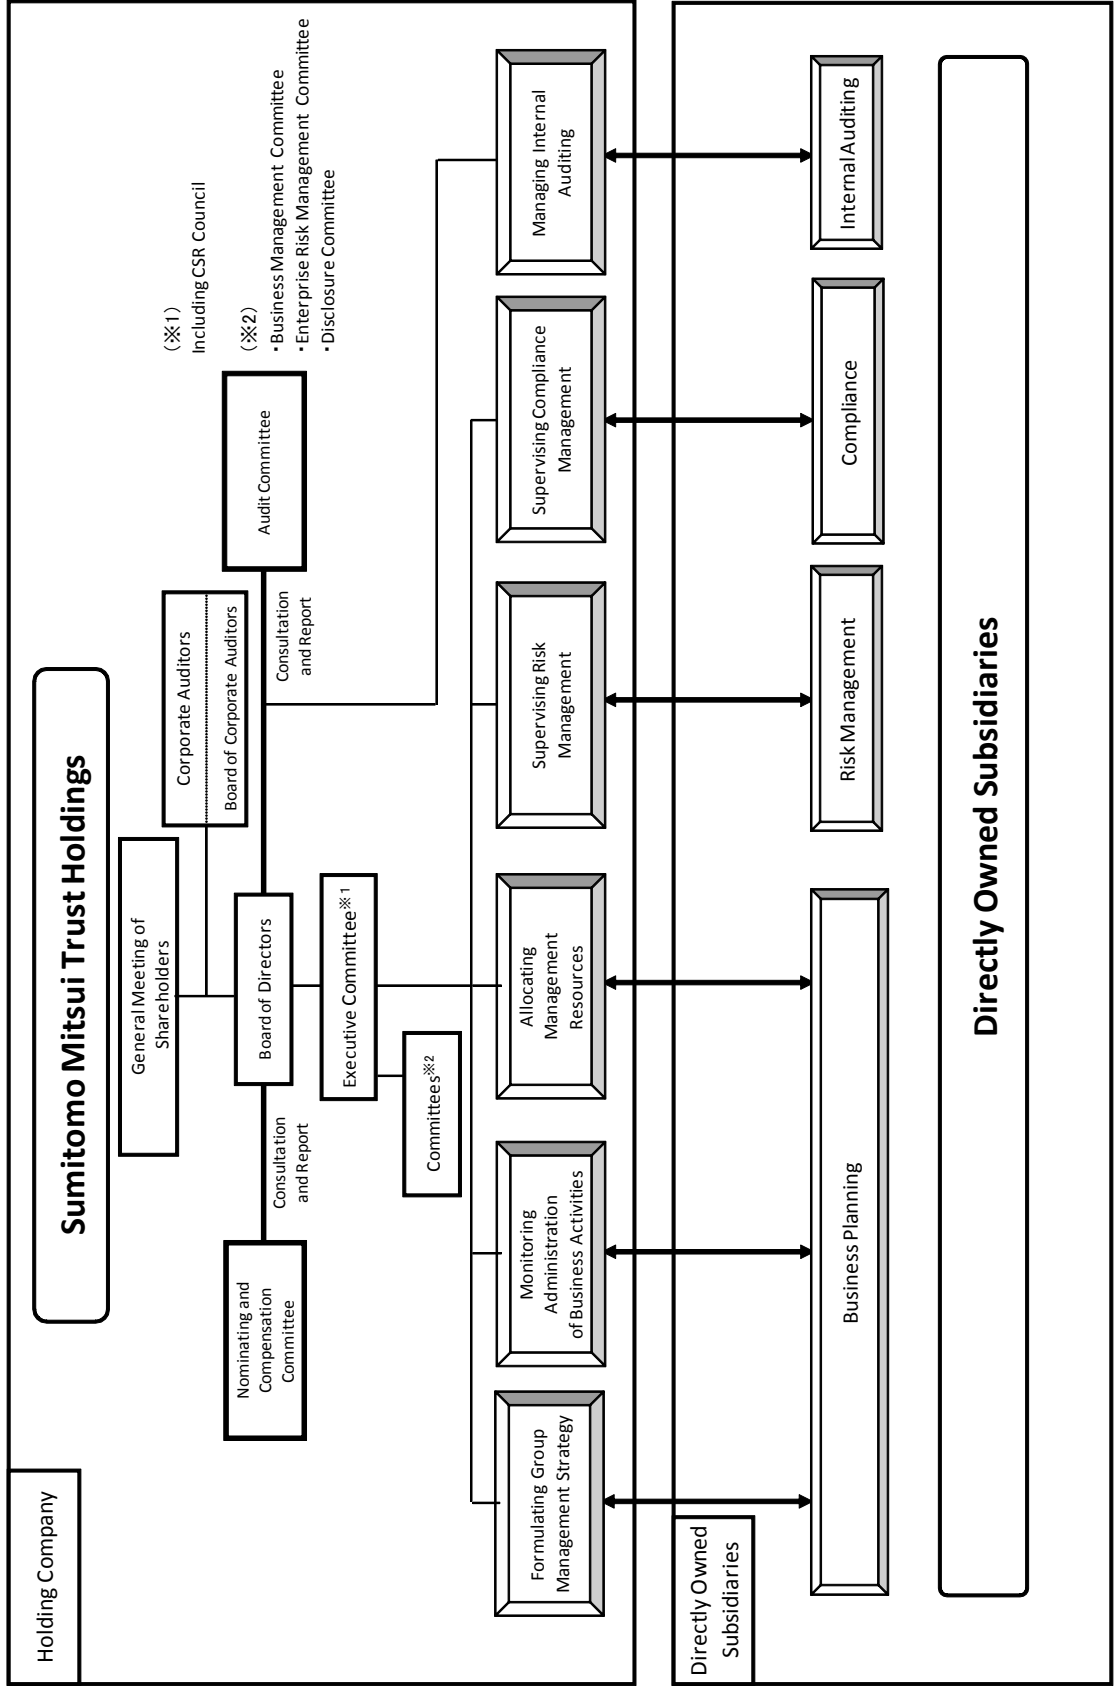 Holding Company
Sumitomo Mitsui Trust Holdings
General Meeting of
Shareholders
Corporate Auditors
Board of Corporate Auditors
(※1)
Including CSR Council
(※2)
・Business Management Committee
・Enterprise Risk Management Committee
・Disclosure Committee
Nominating and
Compensation
Committee
Consultation
and Report
Board of Directors
Consultation
and Report
Audit Committee
Executive Committee※1
Committees※2
Formulating Group
Management Strategy
Monitoring
Administration
of Business Activities
Allocating
Management
Resources
Supervising Risk
Management
Supervising Compliance
Management
Managing Internal
Auditing
Directly Owned
Subsidiaries
Business Planning
Risk Management
Compliance
Internal Auditing
Directly Owned Subsidiaries